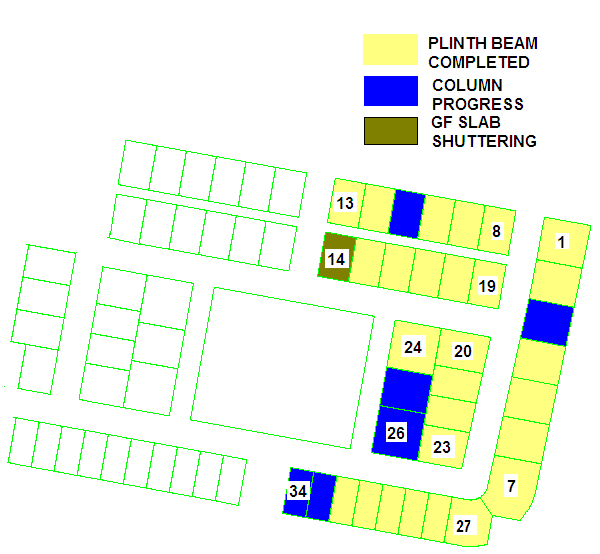 PLINTH BEAM
COMPLETED
COLUMN
PROGRESS
GF SLAB
SHUTTERING
13
8
1
14
19
24
20
26
23
7
34
27